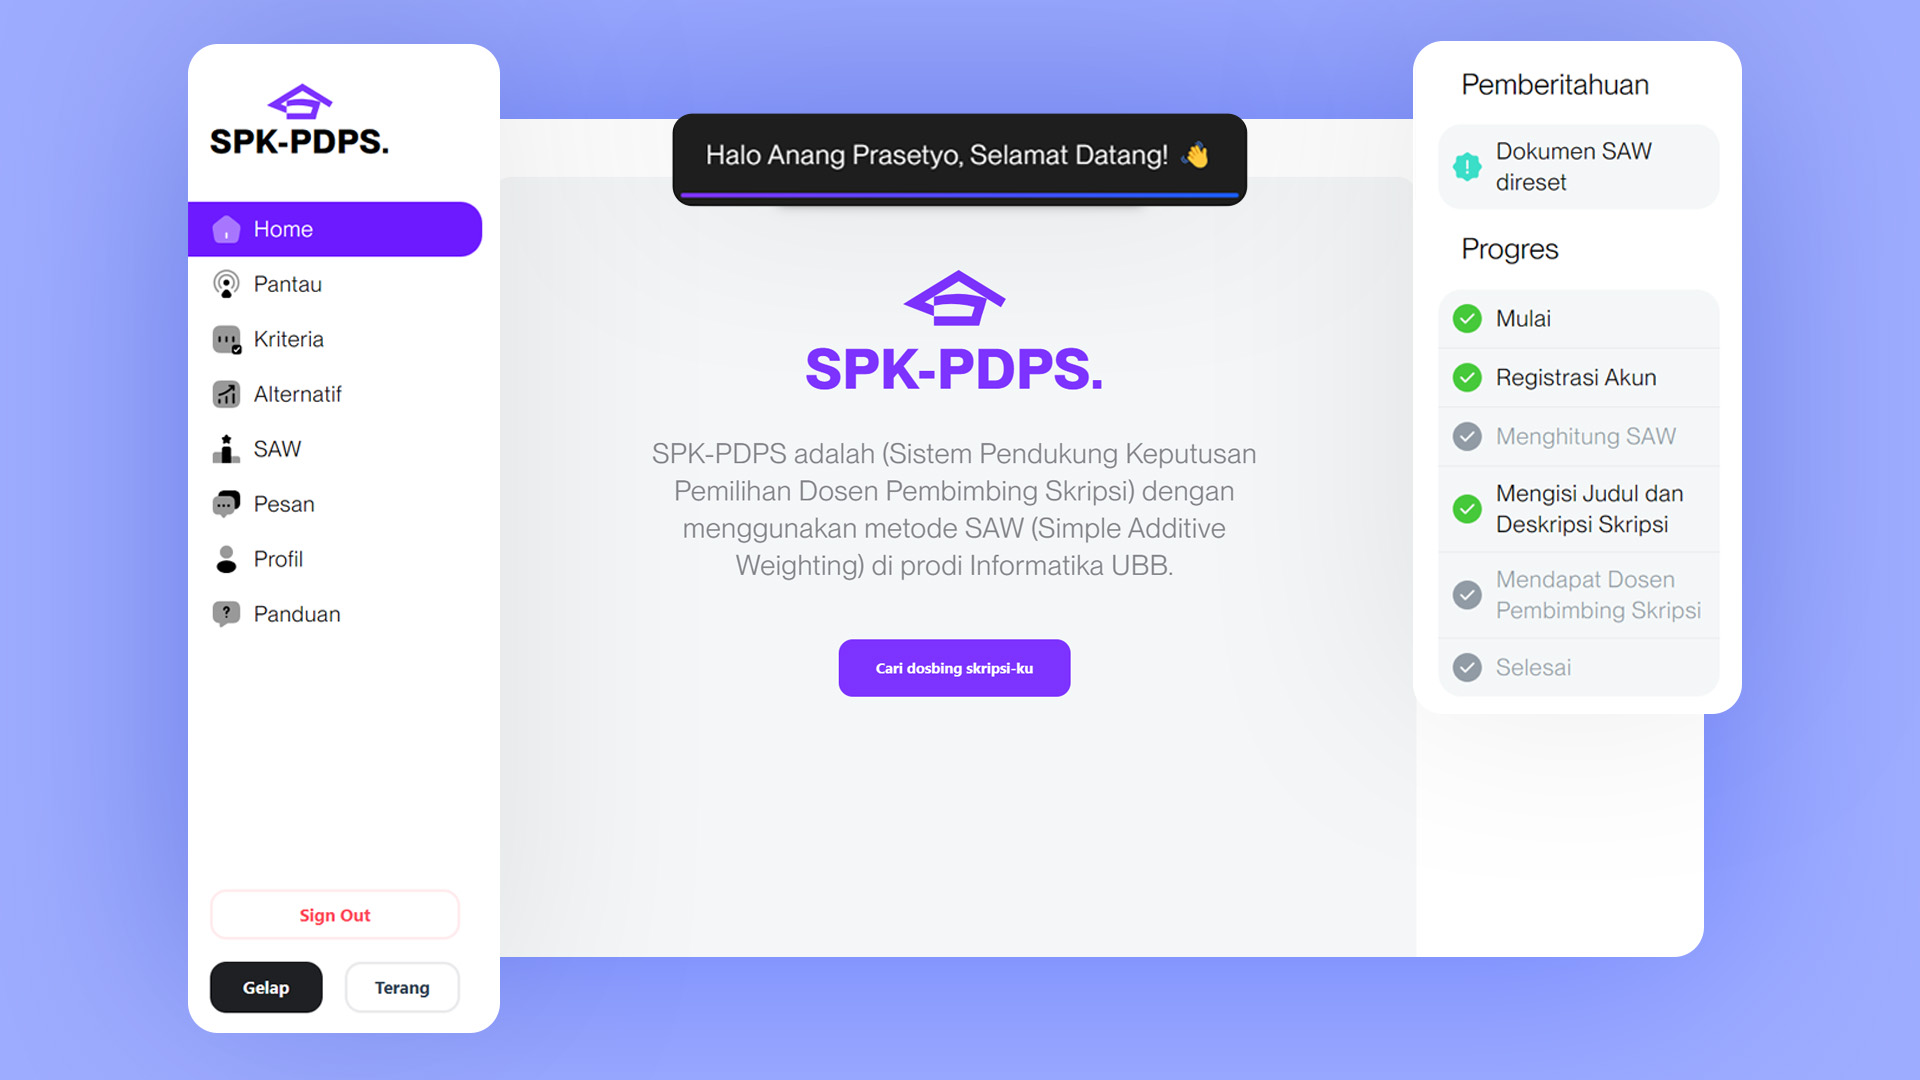 SPK-PDPS.
Home
Pantau
Kriteria
Alternatif
SAW
Pesan
Profil
Panduan
Sign Out
Gelap
Terang
Halo Anang Prasetyo, Selamat Datang! 👋
SPK-PDPS.
SPK-PDPS adalah (Sistem Pendukung Keputusan
Pemilihan Dosen Pembimbing Skripsi) dengan
menggunakan metode SAW (Simple Additive
Weighting) di prodi Informatika UBB.
Cari dosbing skripsi-ku
Pemberitahuan
Dokumen SAW
direset
Progres
Mulai
Registrasi Akun
Menghitung SAW
Mengisi Judul dan
Deskripsi Skripsi
Mendapat Dosen
Pembimbing Skripsi
Selesai